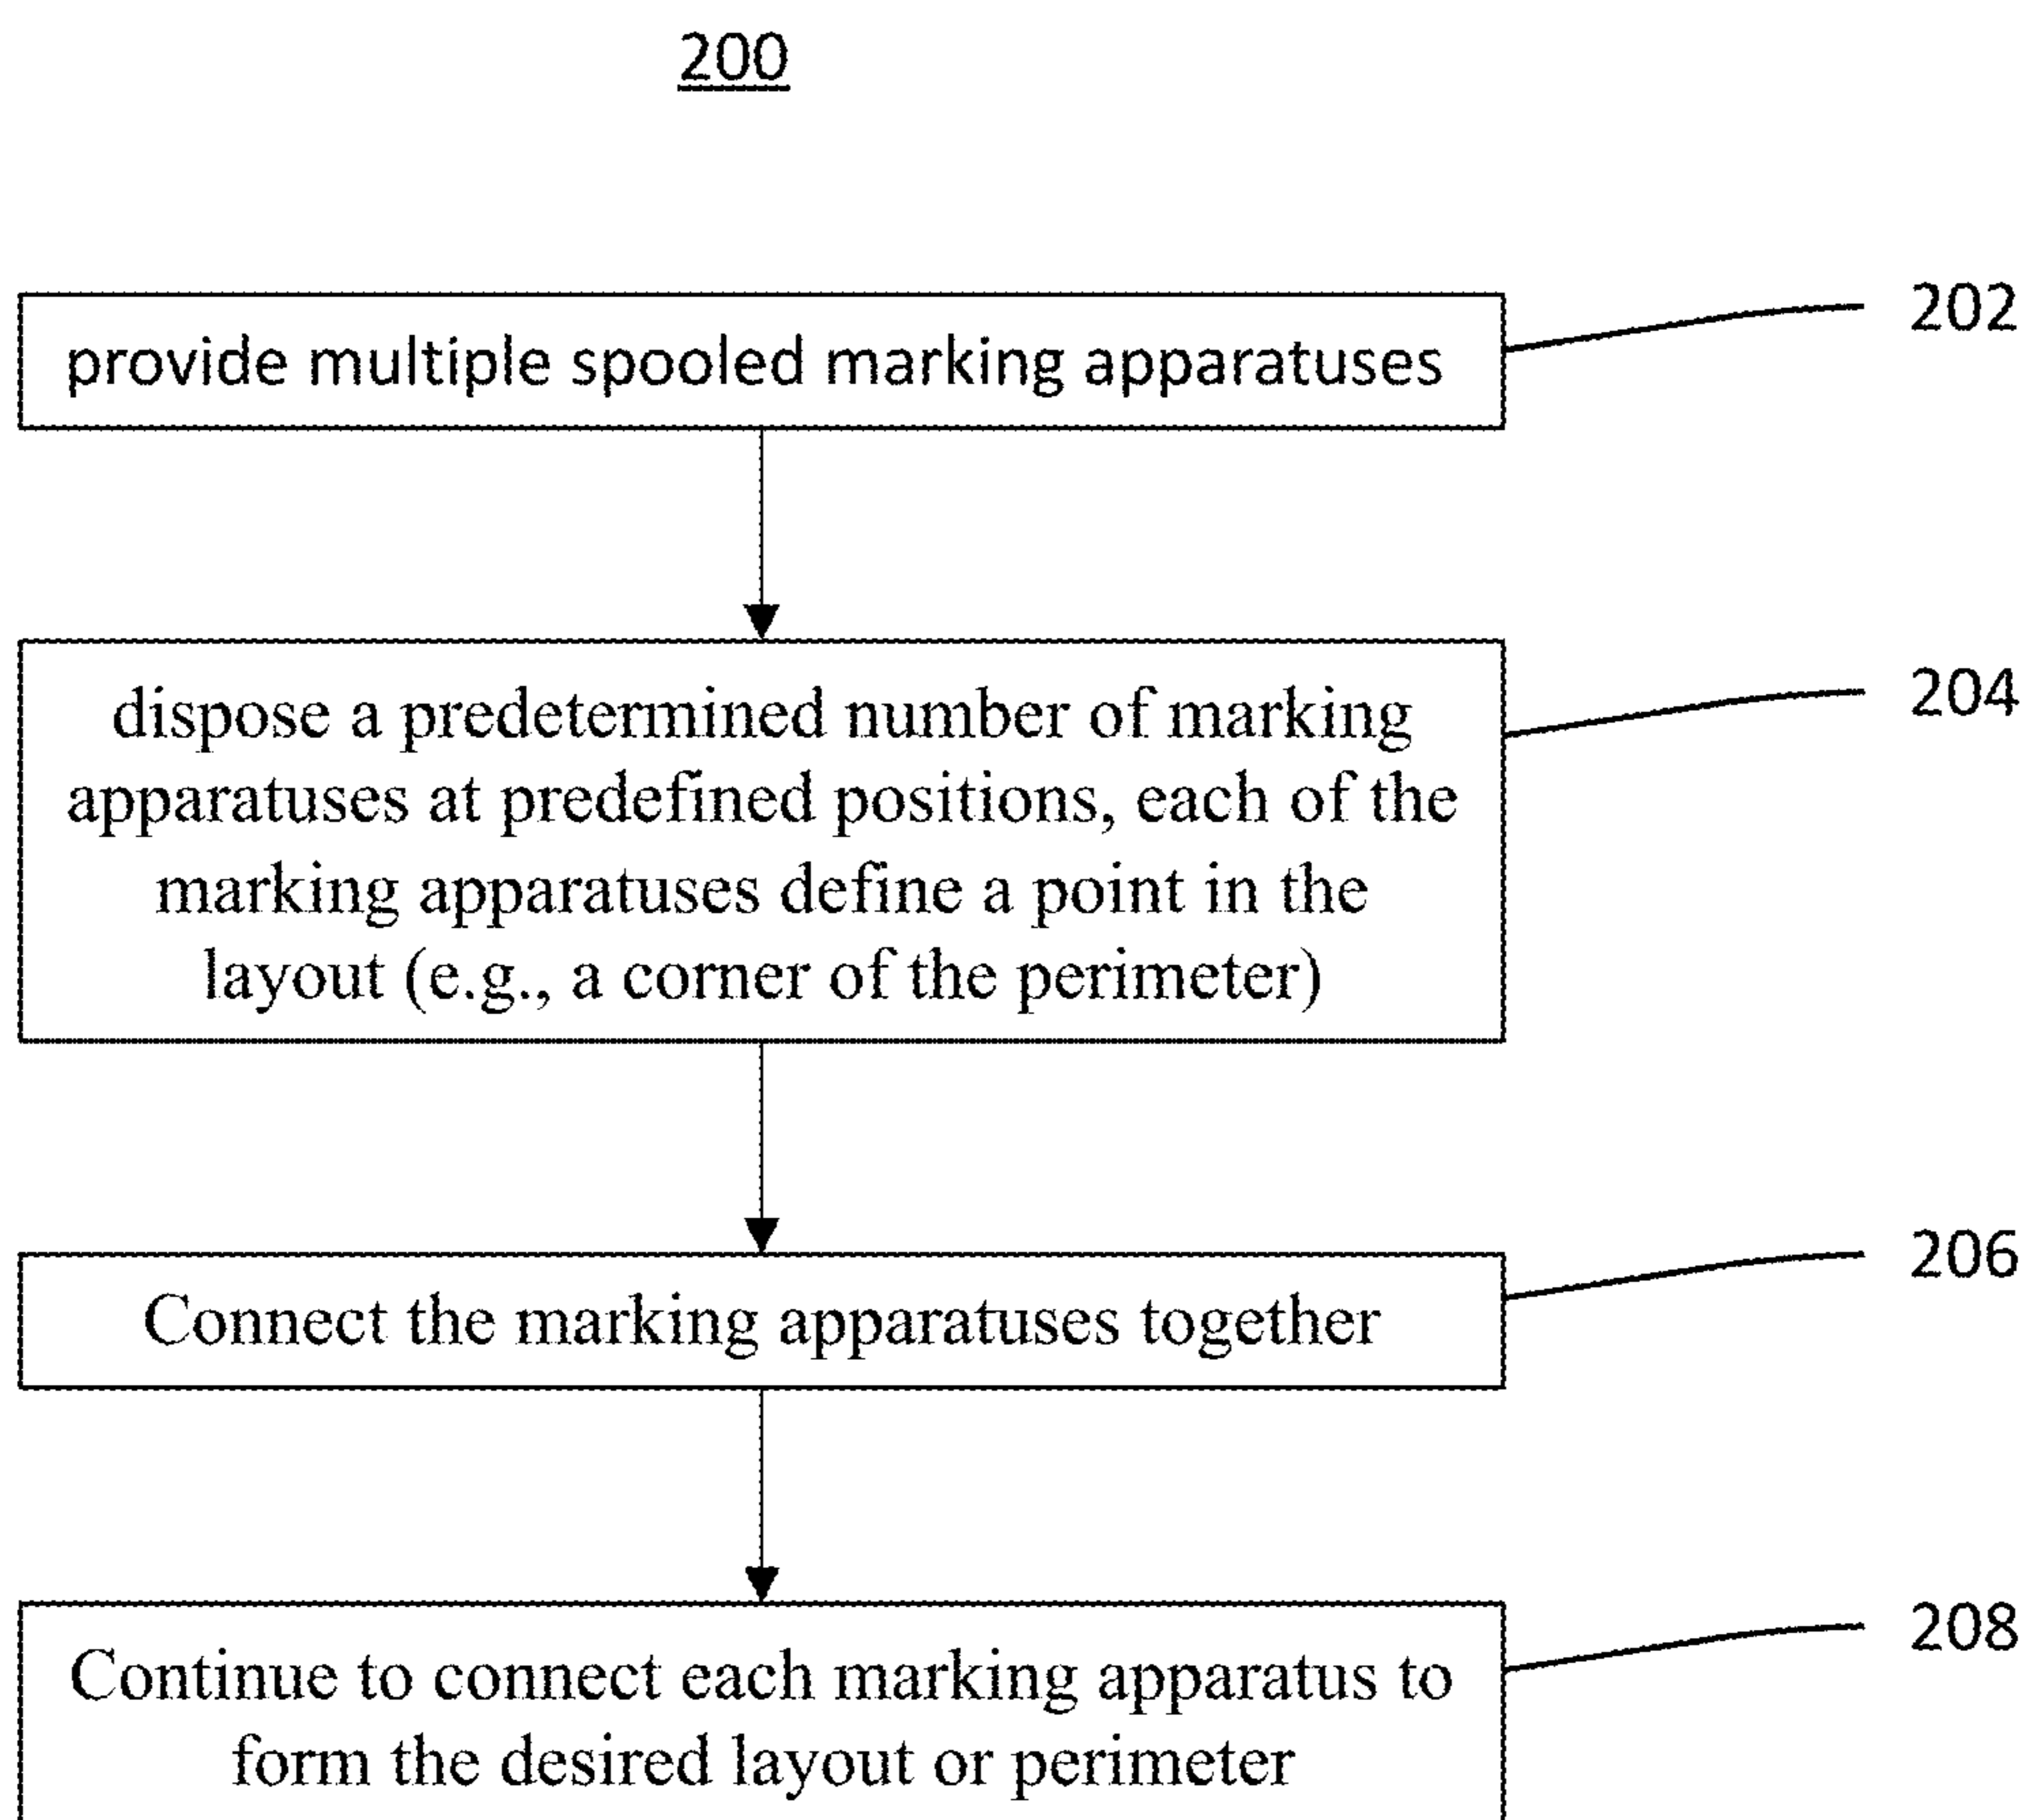 200
provide multiple spooled marking apparatuses
202
dispose a predetermined number of marking
apparatuses at predefined positions, each of the
marking apparatuses define a point in the
layout (e.g., a corner of the perimeter)
204
Connect the marking apparatuses together
206
Continue to connect each marking apparatus to
form the desired layout or perimeter
208